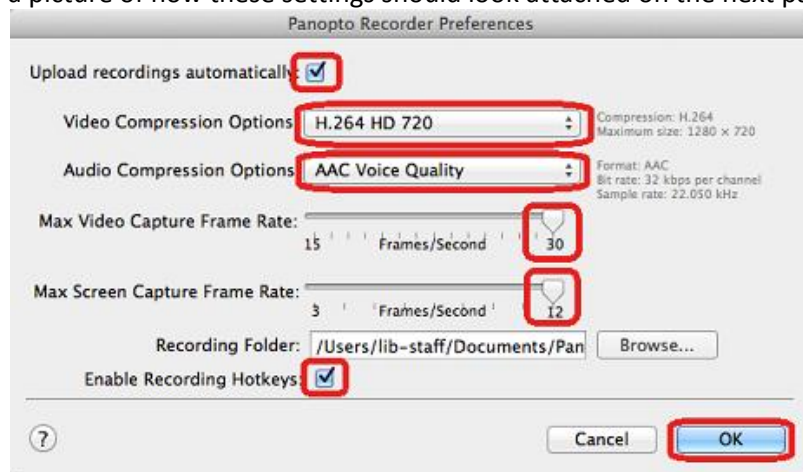 a picture of how these settings should look attached on the next
Panopto Recorder Preferences
Upload recordings automatically:
Video Compression Options H.264 HD 720 Compression: H.264
Maximum size: 1280 × 720
Audio Compression Options AAC Voice Quality Format: AAC
Bit rate: 32 kbps per channel
Sample rate: 22.050 kHz
Max Video Capture Frame Rate:
15 Frames/Second 30
Max Screen Capture Frame Rate:
3 Frames/Second 12
Recording Folder: /Users/lib-staff/Documents/Pan Browse...
Enable Recording Hotkeys:
? Cancel OK